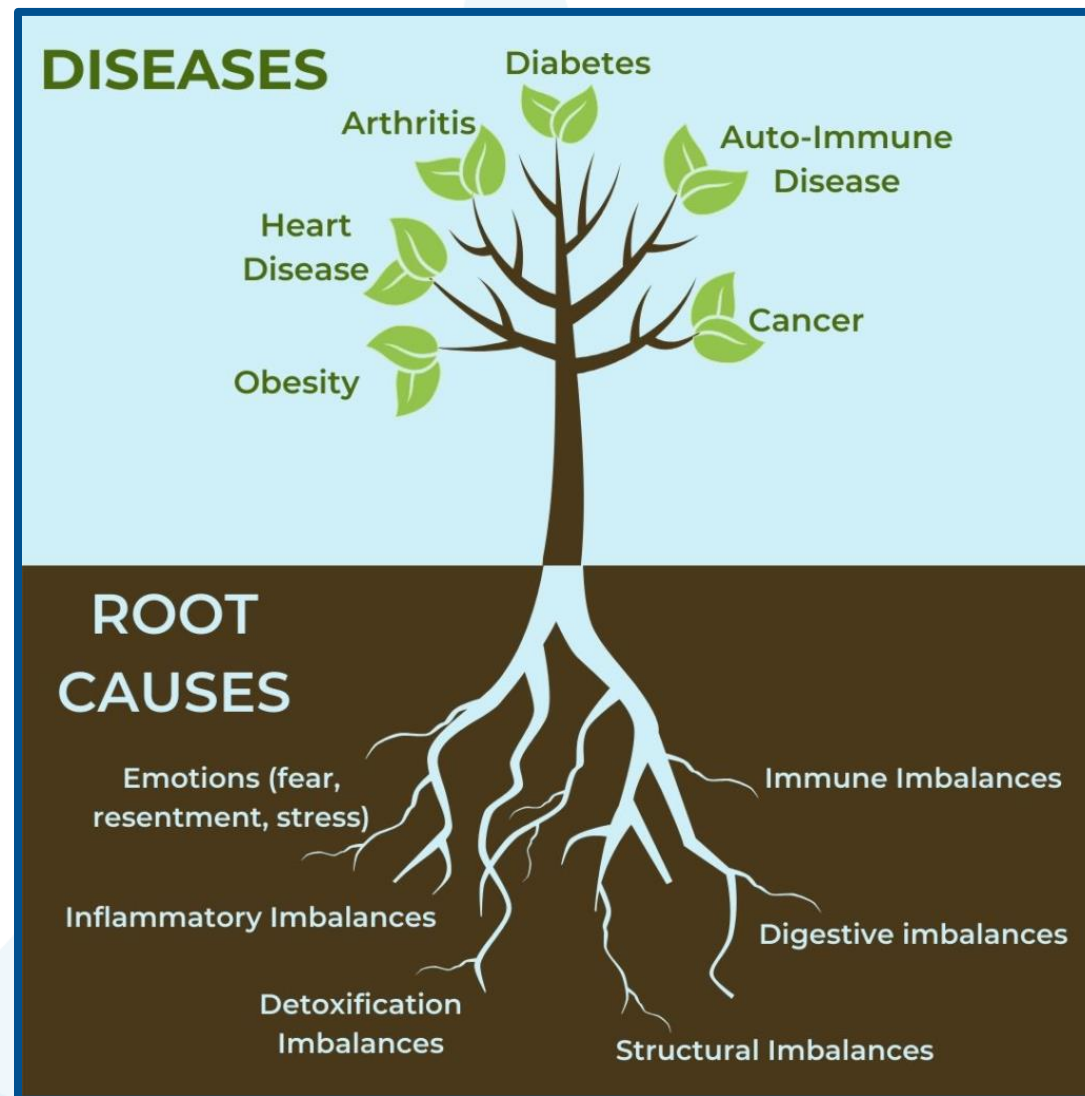 DISEASES
Diabetes
Arthritis
Auto-Immune
Disease
Heart
Disease
Cancer
Obesity
ROOT
CAUSES
Emotions (fear,
resentment, stress)
Immune Imbalances
Inflammatory Imbalances
Digestive imbalances
Detoxification
Imbalances
Structural Imbalances